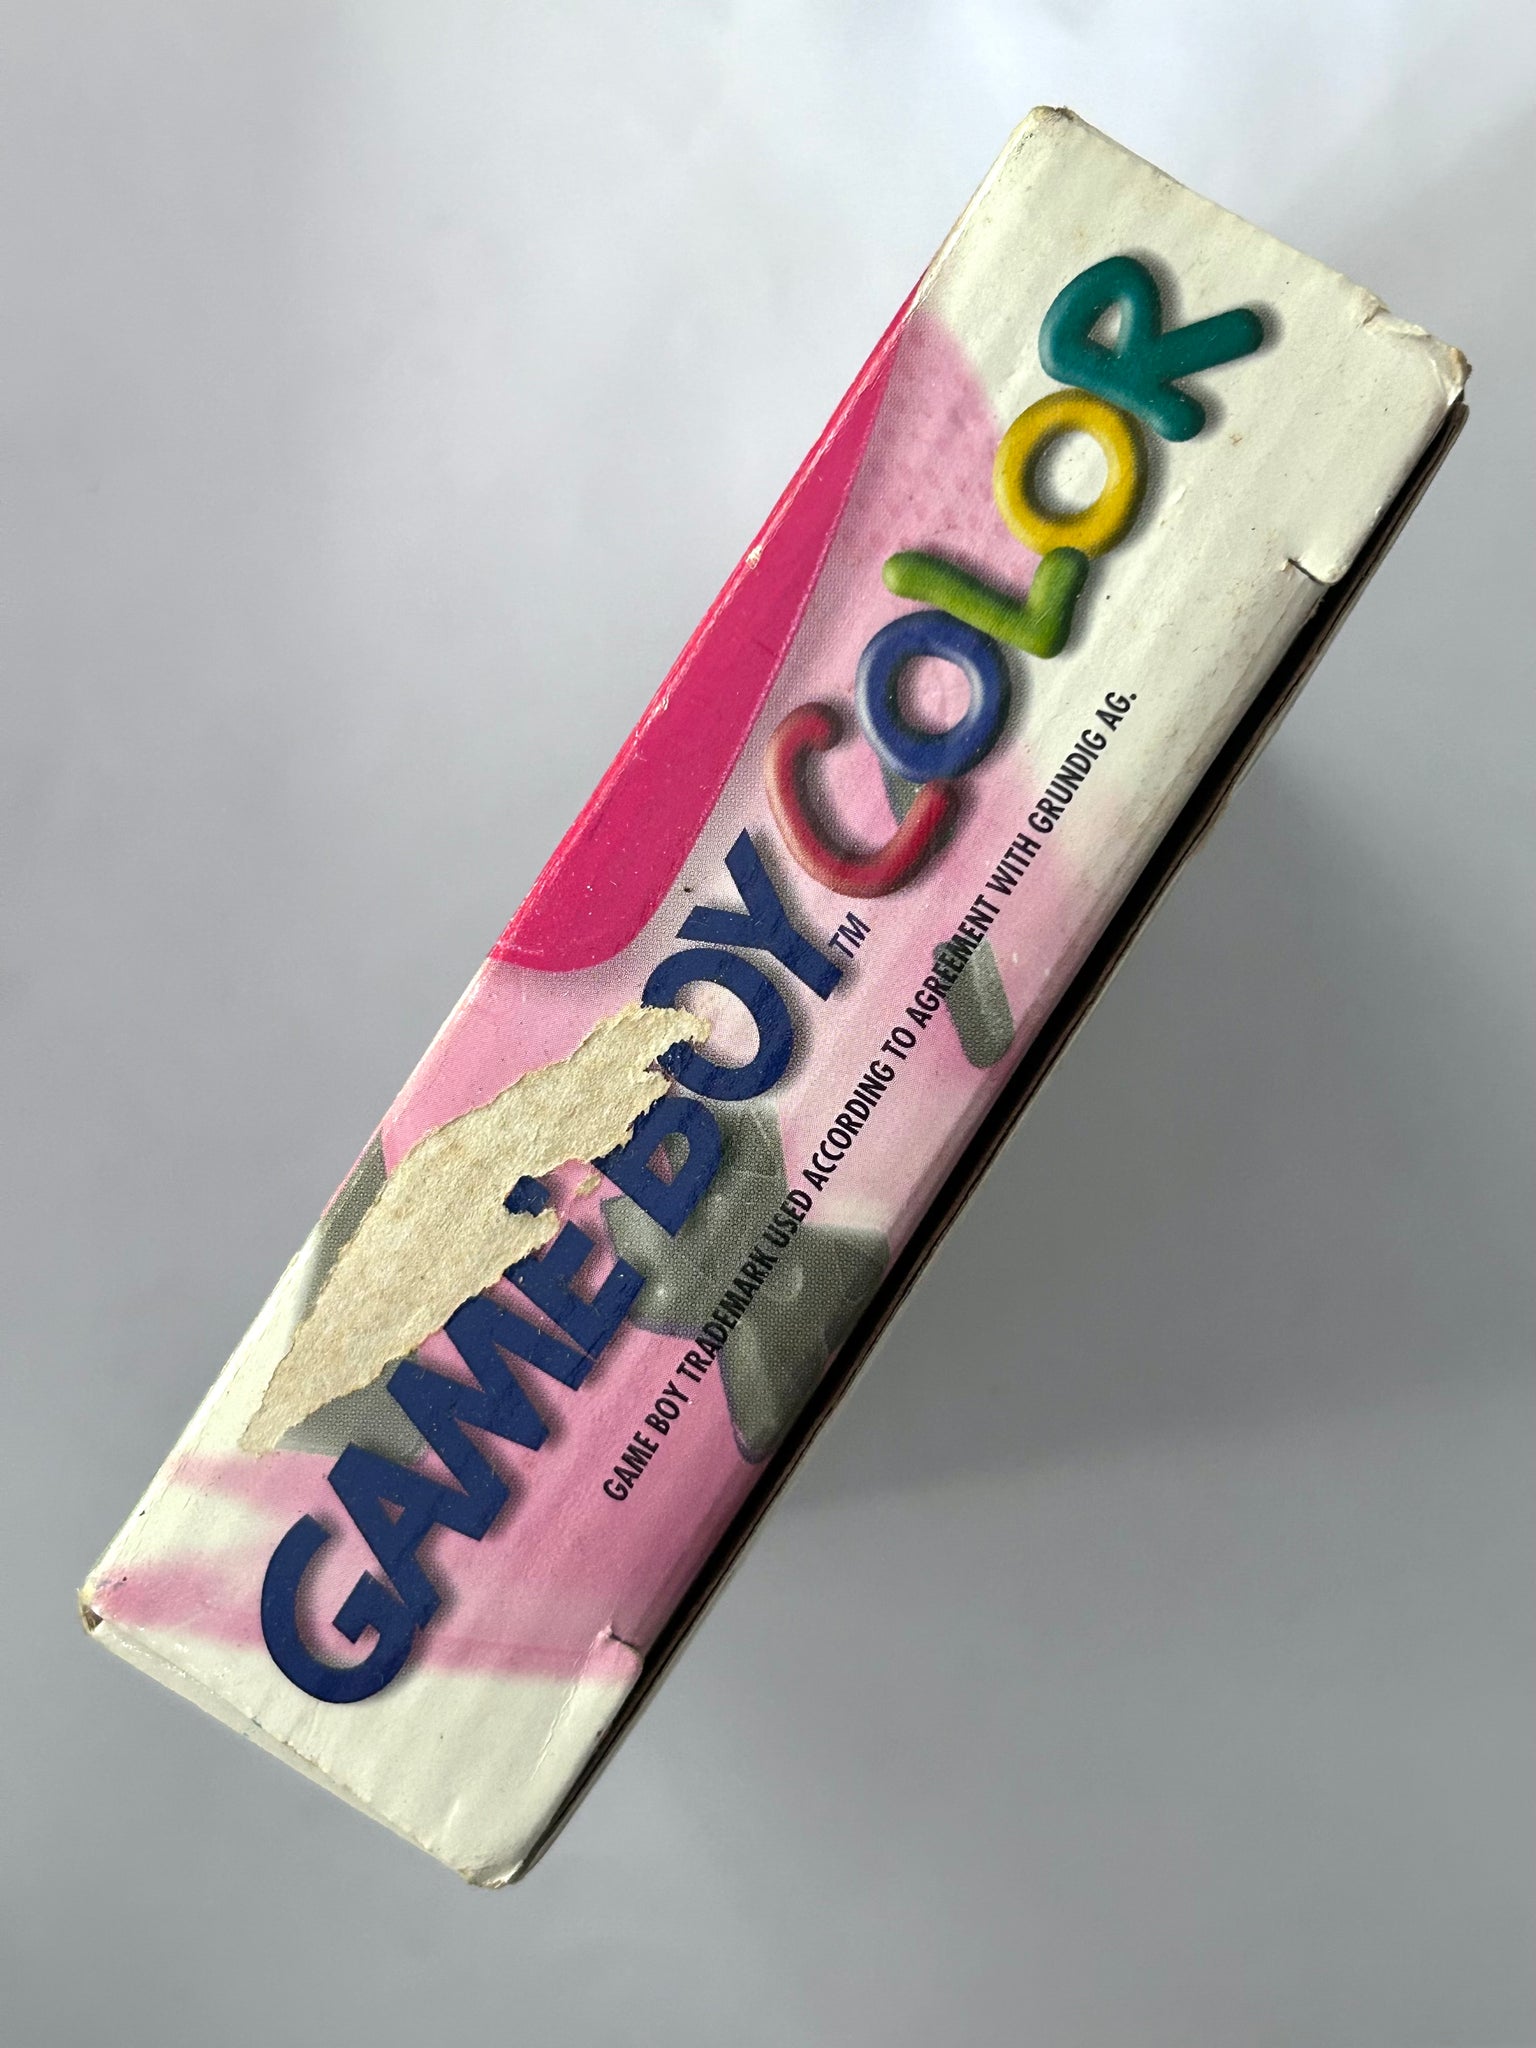 GAME BOY™ COLOR
GAME BOY TRADEMARK USED ACCORDING TO AGREEMENT WITH GRUNDIG AG.